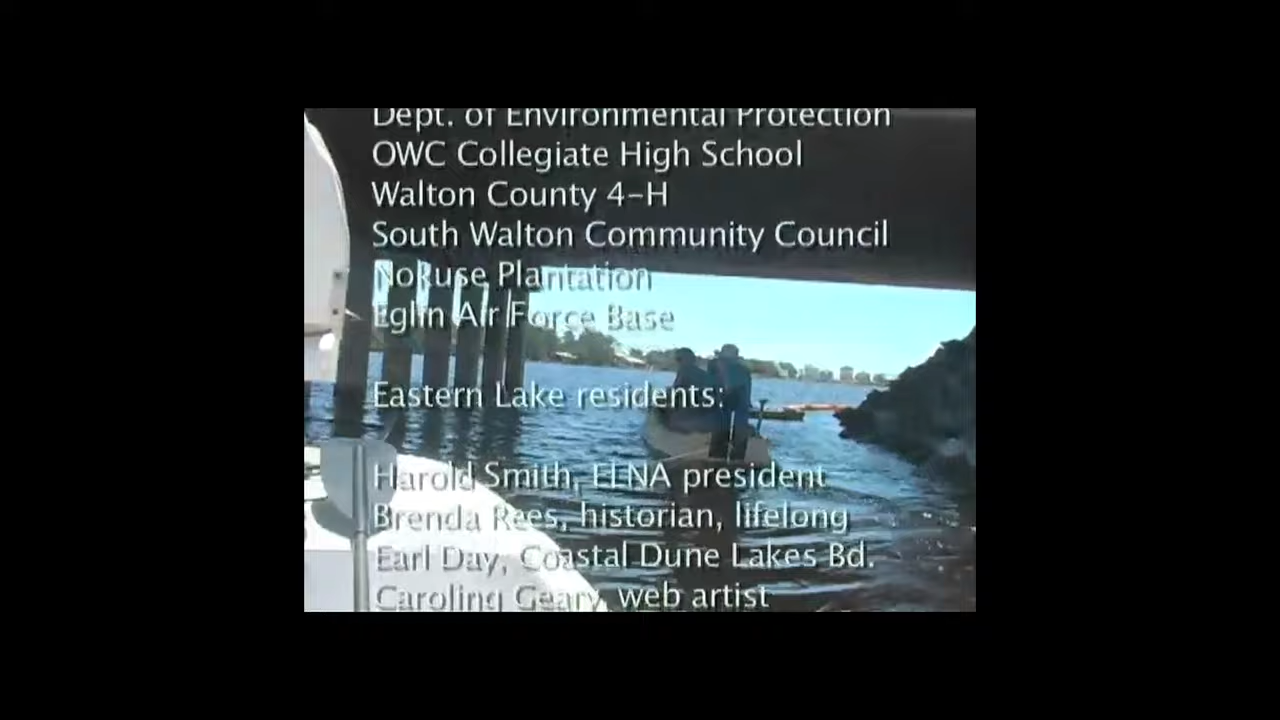 Dept. of Environmental Protection
OWC Collegiate High School
Walton County 4-H
South Walton Community Council
Nokuse Plantation
Eglin Air Force Base
Eastern Lake residents:
Harold Smith, ELNA president
Brenda Rees, historian, lifelong
Earl Day, Coastal Dune Lakes Bd.
Caroling Geary, web artist